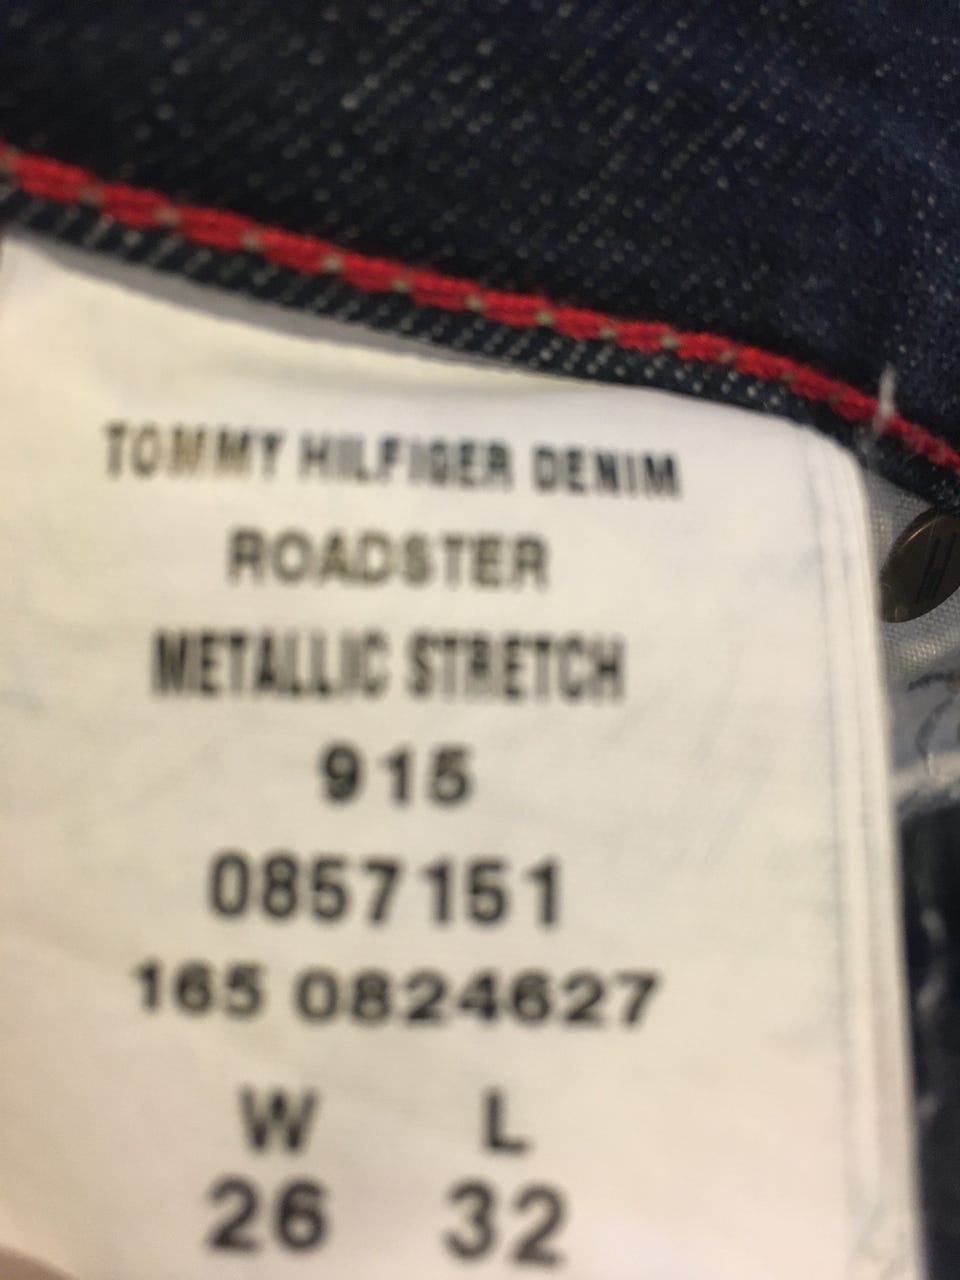 TOMMY HILFIGER DENIM
ROADSTER
METALLIC STRETCH
915
0857151
165 0824627
W L
26 32